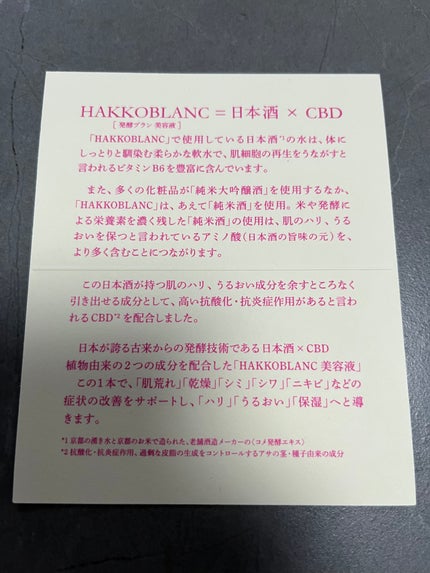 HAKKOBLANC = 日本酒 × CBD
[ 発酵ブラン 美容液 ]
「HAKKOBLANC」で使用している日本酒*1の水は、体に
しっとりと馴染む柔らかな軟水で、肌細胞の再生をうながすと
言われるビタミンB6を豊富に含んでいます。
また、多くの化粧品が「純米大吟醸酒」を使用するなか、
「HAKKOBLANC」は、あえて「純米酒」を使用。米や発酵に
よる栄養素を濃く残した「純米酒」の使用は、肌のハリ、うる
おいを保つと言われているアミノ酸(日本酒の旨味の元)を、
より多く含むことにつながります。
この日本酒が持つ肌のハリ、うるおい成分を余すところなく
引き出せる成分として、高い抗酸化・抗炎症作用があると言わ
れるCBD*2を配合しました。
日本が誇る古来からの発酵技術である日本酒×CBD
植物由来の2つの成分を配合した「HAKKOBLANC 美容液」
この1本で、「肌荒れ」「乾燥」「シミ」「シワ」「ニキビ」などの
症状の改善をサポートし、「ハリ」「うるおい」「保湿」へと導
きます。
*1 京都の湧き水と京都のお米で造られた、老舗酒造メーカーの〈コメ発酵エキス〉
*2 抗酸化・抗炎症作用、過剰な皮脂の生成をコントロールするアサの茎・種子由来の成分